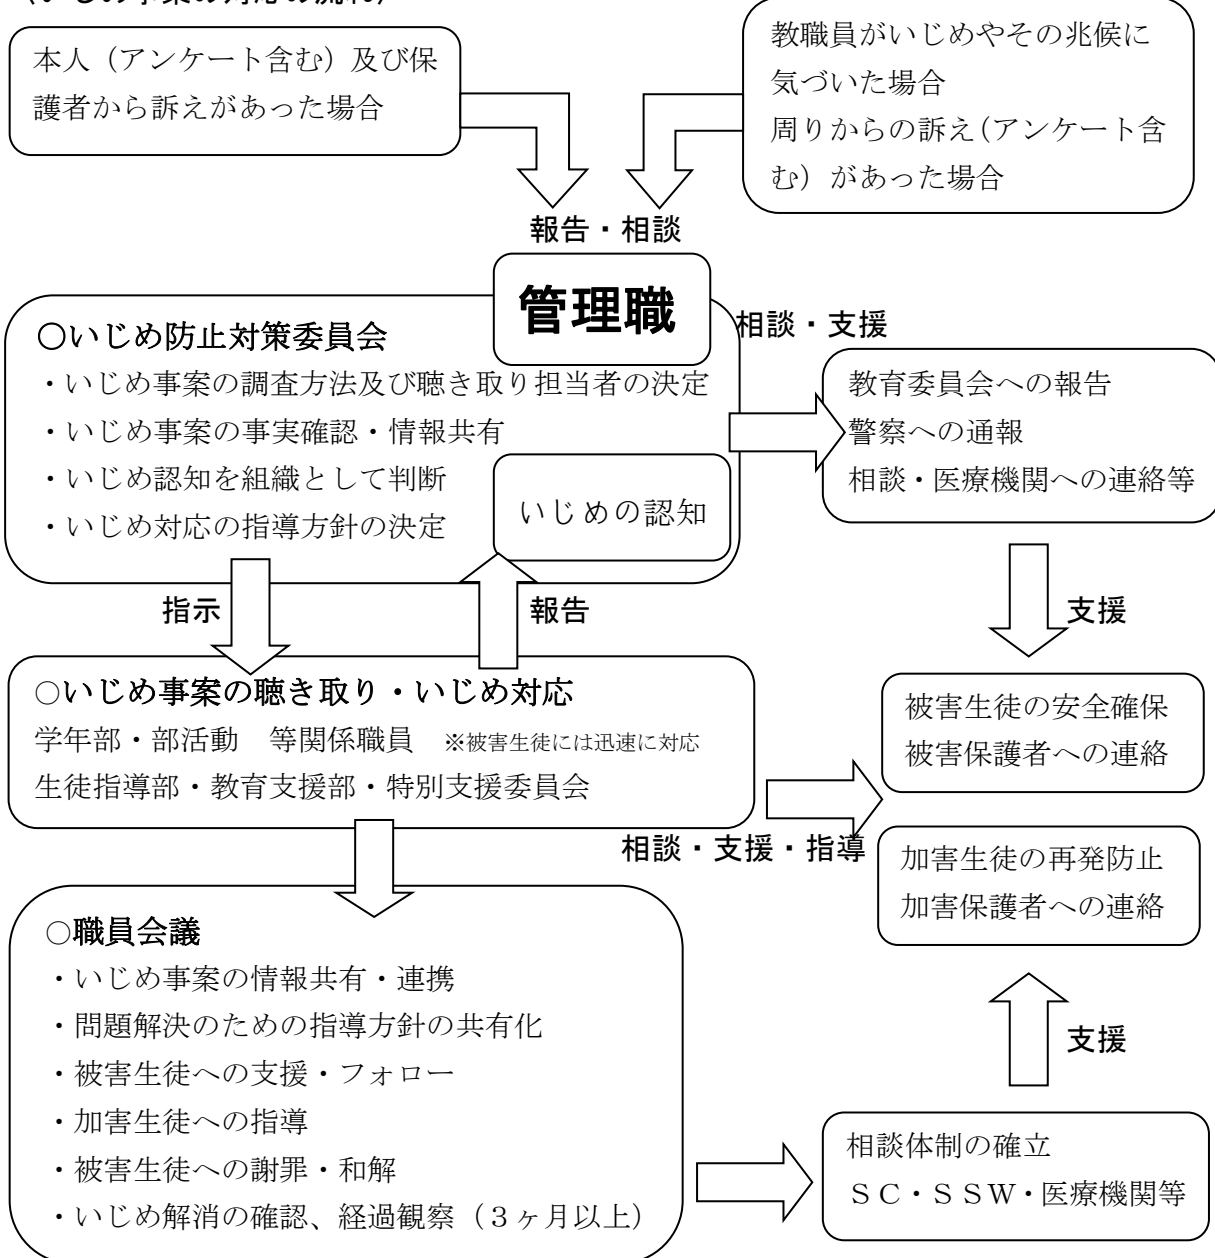 （いじめ事案の対応の流れ）
本人（アンケート含む）及び保
護者から訴えがあった場合
教職員がいじめやその兆候に
気づいた場合
周りからの訴え（アンケート含
む）があった場合
報告・相談
管理職
○いじめ防止対策委員会
・いじめ事案の調査方法及び聴き取り担当者の決定
・いじめ事案の事実確認・情報共有
・いじめ認知を組織として判断
・いじめ対応の指導方針の決定
いじめの認知
相談・支援
教育委員会への報告
警察への通報
相談・医療機関への連絡等
指示
報告
支援
○いじめ事案の聴き取り・いじめ対応
学年部・部活動　等関係職員　※被害生徒には迅速に対応
生徒指導部・教育支援部・特別支援委員会
被害生徒の安全確保
被害保護者への連絡
相談・支援・指導
加害生徒の再発防止
加害保護者への連絡
○職員会議
・いじめ事案の情報共有・連携
・問題解決のための指導方針の共有化
・被害生徒への支援・フォロー
・加害生徒への指導
・被害生徒への謝罪・和解
・いじめ解消の確認、経過観察（３ヶ月以上）
支援
相談体制の確立
ＳＣ・ＳＳＷ・医療機関等